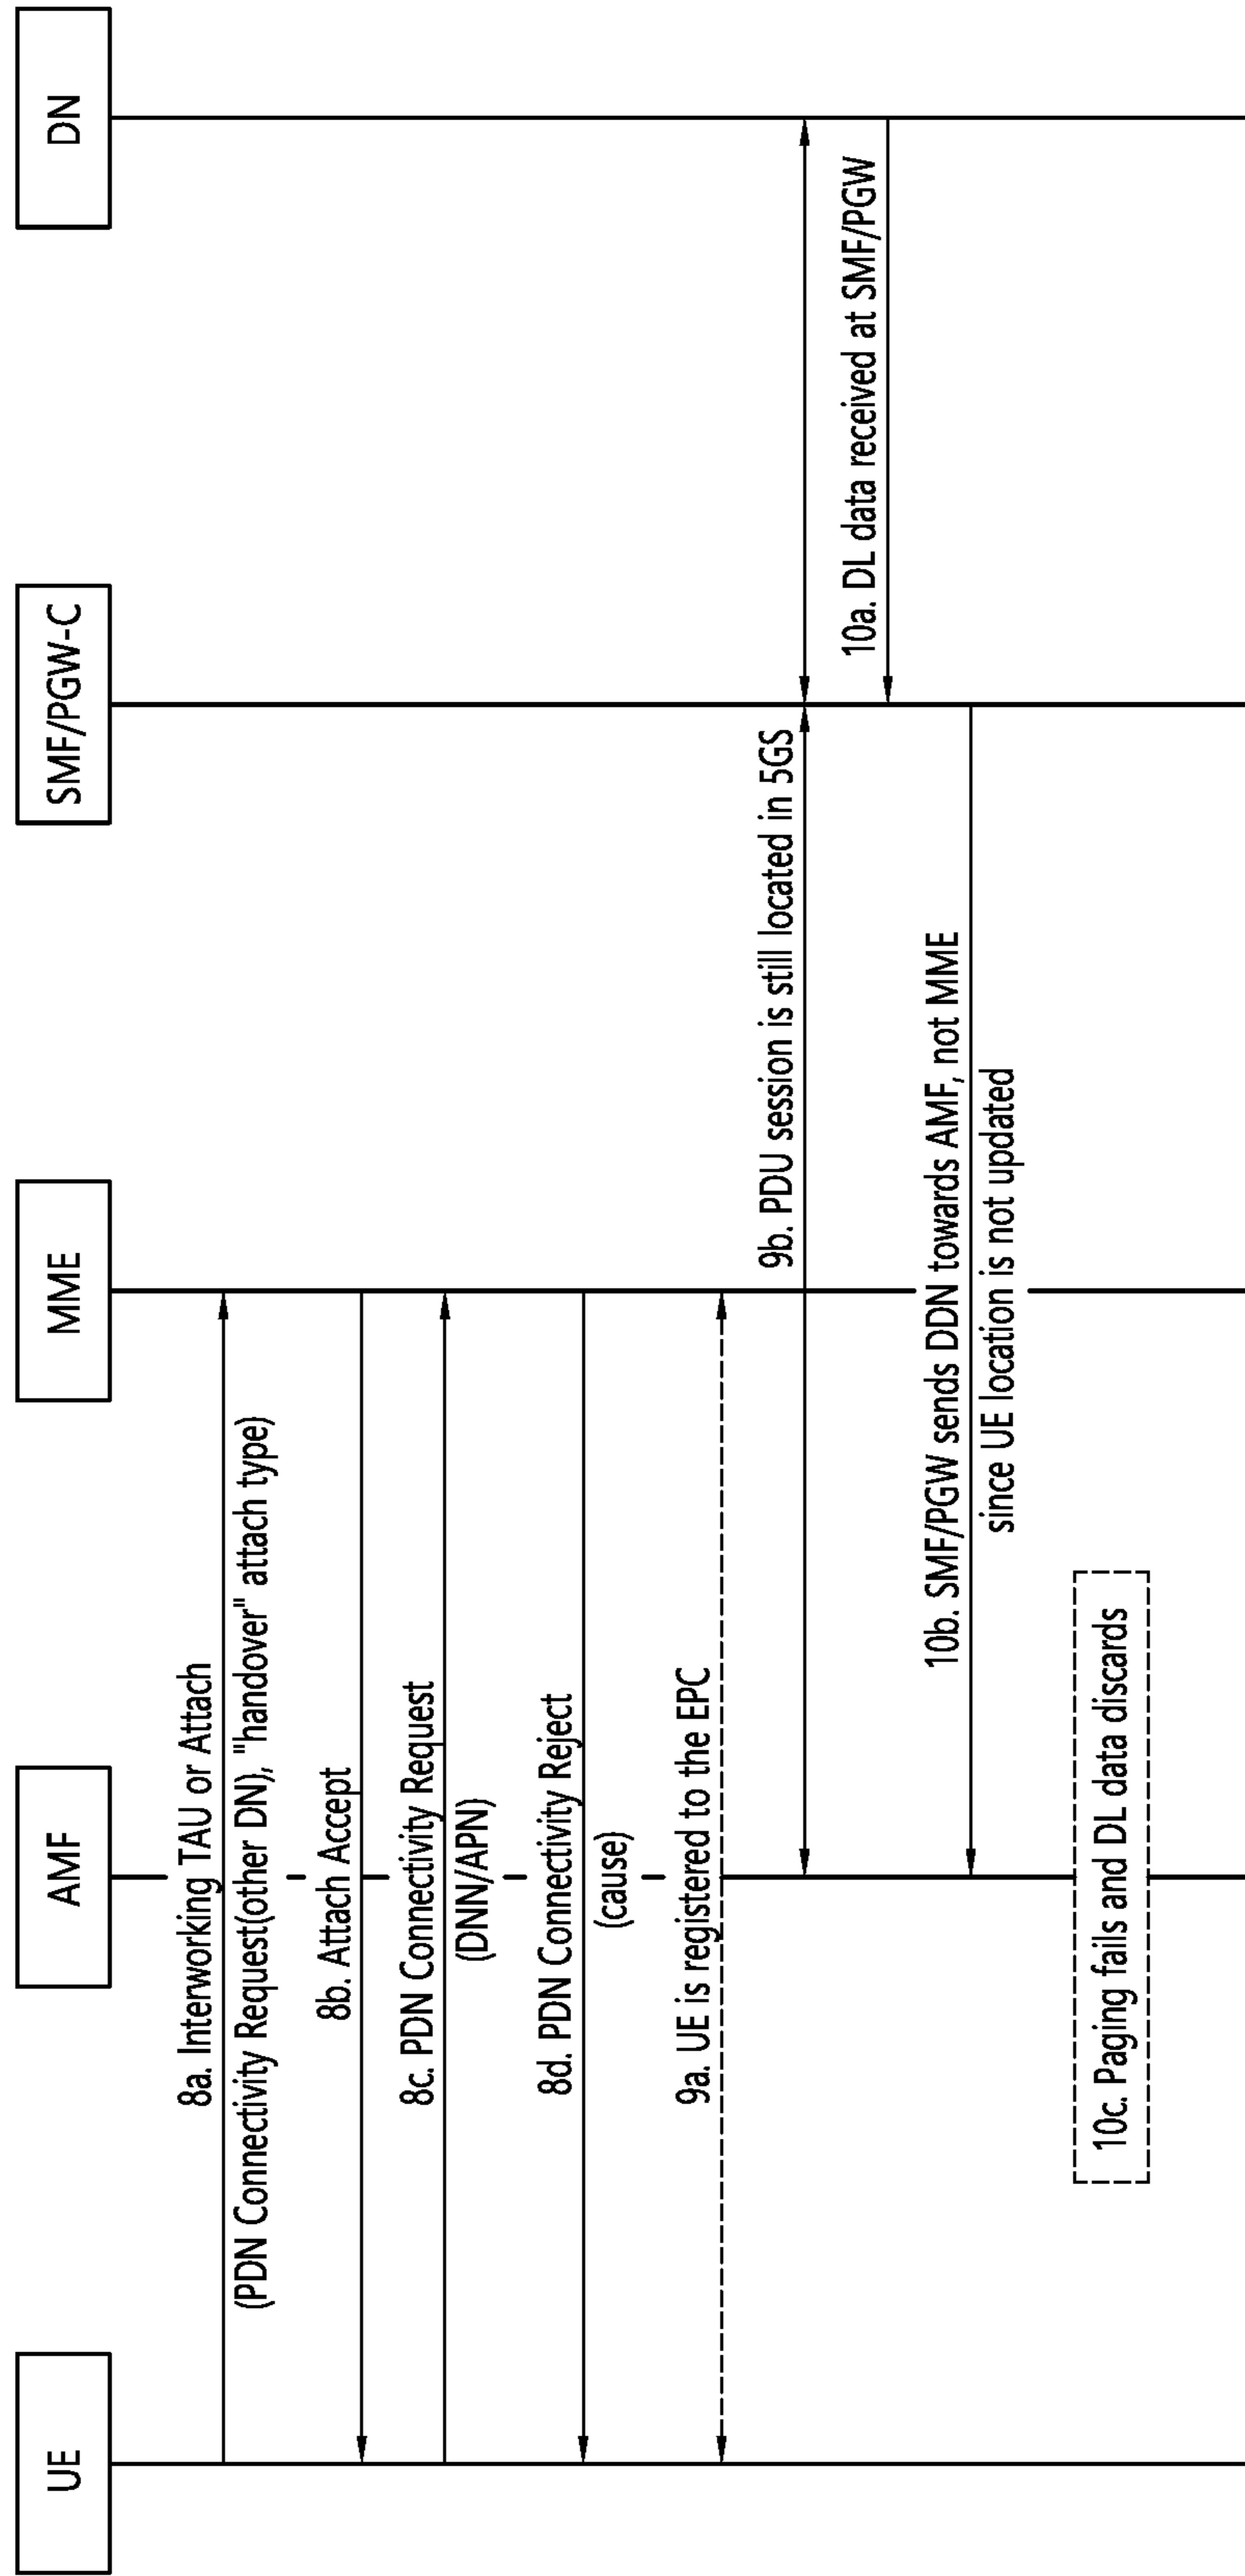 UE
AMF
MME
SMF/PGW-C
DN
8a. Interworking TAU or Attach
(PDN Connectivity Request(other DN), "handover" attach type)
8b. Attach Accept
8c. PDN Connectivity Request
(DNN/APN)
8d. PDN Connectivity Reject
(cause)
9a. UE is registered to the EPC
9b. PDU session is still located in 5GS
10a. DL data received at SMF/PGW
10b. SMF/PGW sends DDN towards AMF, not MME
since UE location is not updated
10c. Paging fails and DL data discards